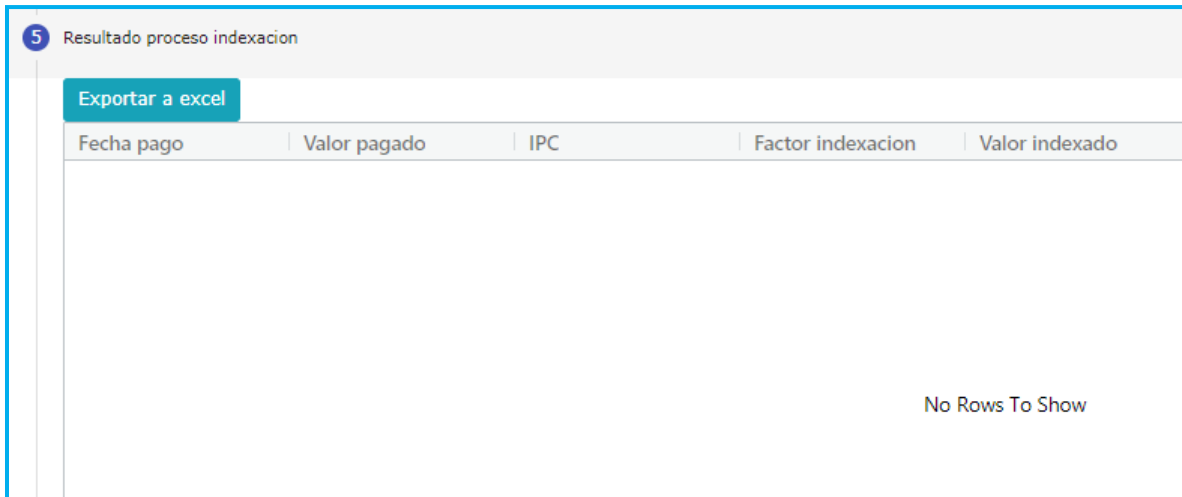 5 Resultado proceso indexacion
Exportar a excel
Fecha pago Valor pagado IPC Factor indexacion Valor indexado
No Rows To Show